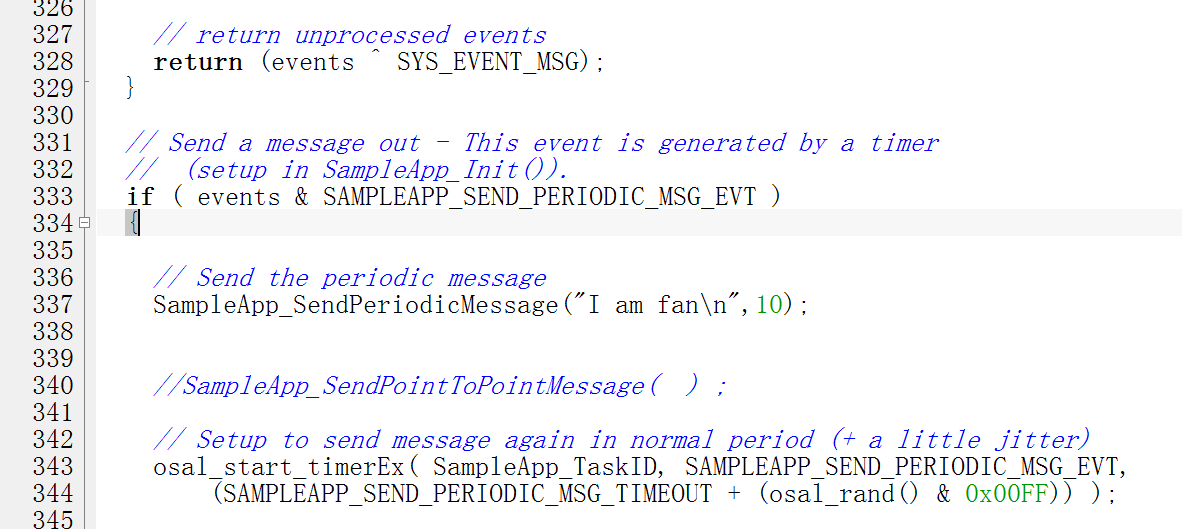 326
327 // return unprocessed events
328 return (events ^ SYS_EVENT_MSG);
329 }
330
331 // Send a message out - This event is generated by a timer
332 //  (setup in SampleApp_Init()).
333 if ( events & SAMPLEAPP_SEND_PERIODIC_MSG_EVT )
334 {
335
336 // Send the periodic message
337 SampleApp_SendPeriodicMessage("I am fan\n",10);
338
339
340 //SampleApp_SendPointToPointMessage(  ) ;
341
342 // Setup to send message again in normal period (+ a little jitter)
343 osal_start_timerEx( SampleApp_TaskID, SAMPLEAPP_SEND_PERIODIC_MSG_EVT,
344 (SAMPLEAPP_SEND_PERIODIC_MSG_TIMEOUT + (osal_rand() & 0x00FF)) );
345